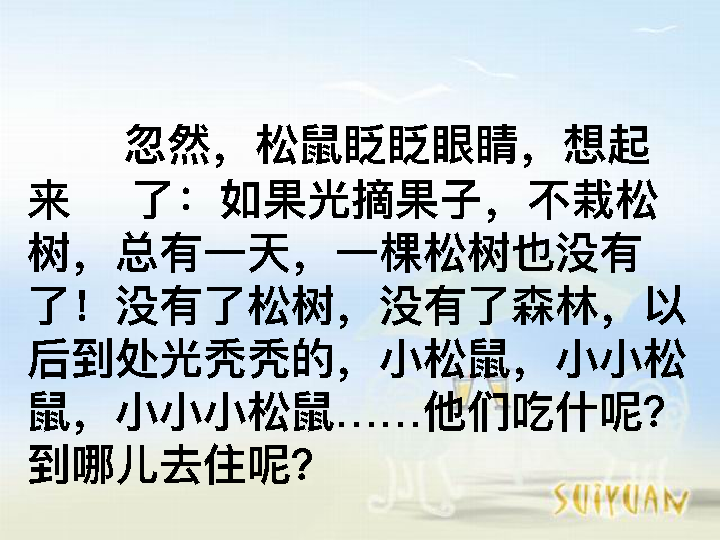 忽然，松鼠眨眨眼睛，想起
来 了：如果光摘果子，不栽松
树，总有一天，一棵松树也没有
了！没有了松树，没有了森林，以
后到处光秃秃的，小松鼠，小小松
鼠，小小小松鼠……他们吃什呢？
到哪儿去住呢？
SUiYUAN